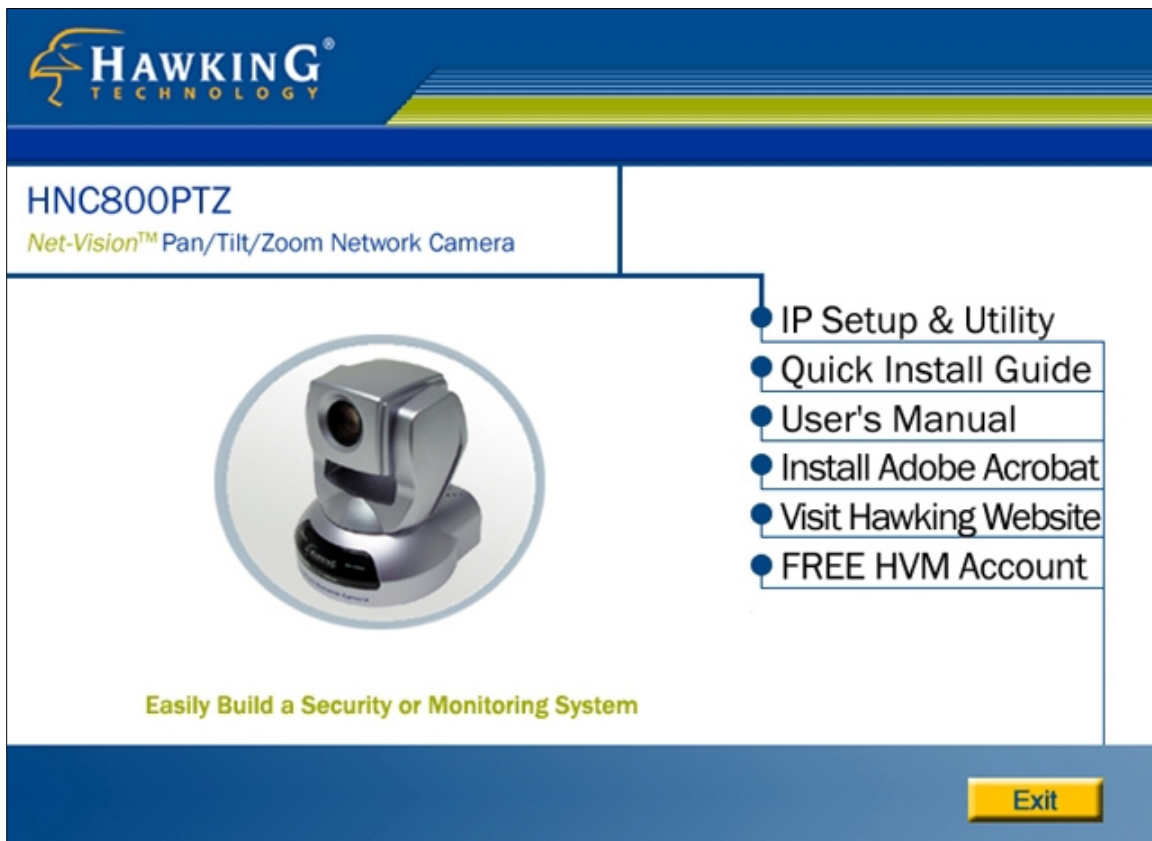 HAWKING®
TECHNOLOGY
HNC800PTZ
Net-Vision™ Pan/Tilt/Zoom Network Camera
IP Setup & Utility
Quick Install Guide
User's Manual
Install Adobe Acrobat
Visit Hawking Website
FREE HVM Account
Hawking
Easily Build a Security or Monitoring System
Exit